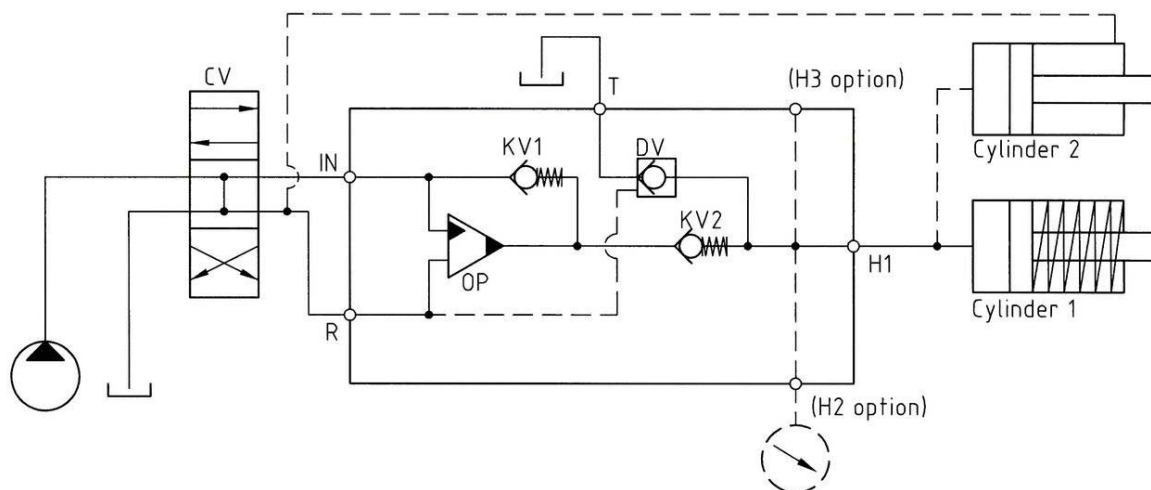 CV
T
(H3 option)
IN
KV1
DV
Cylinder 2
KV2
OP
H1
R
Cylinder 1
(H2 option)